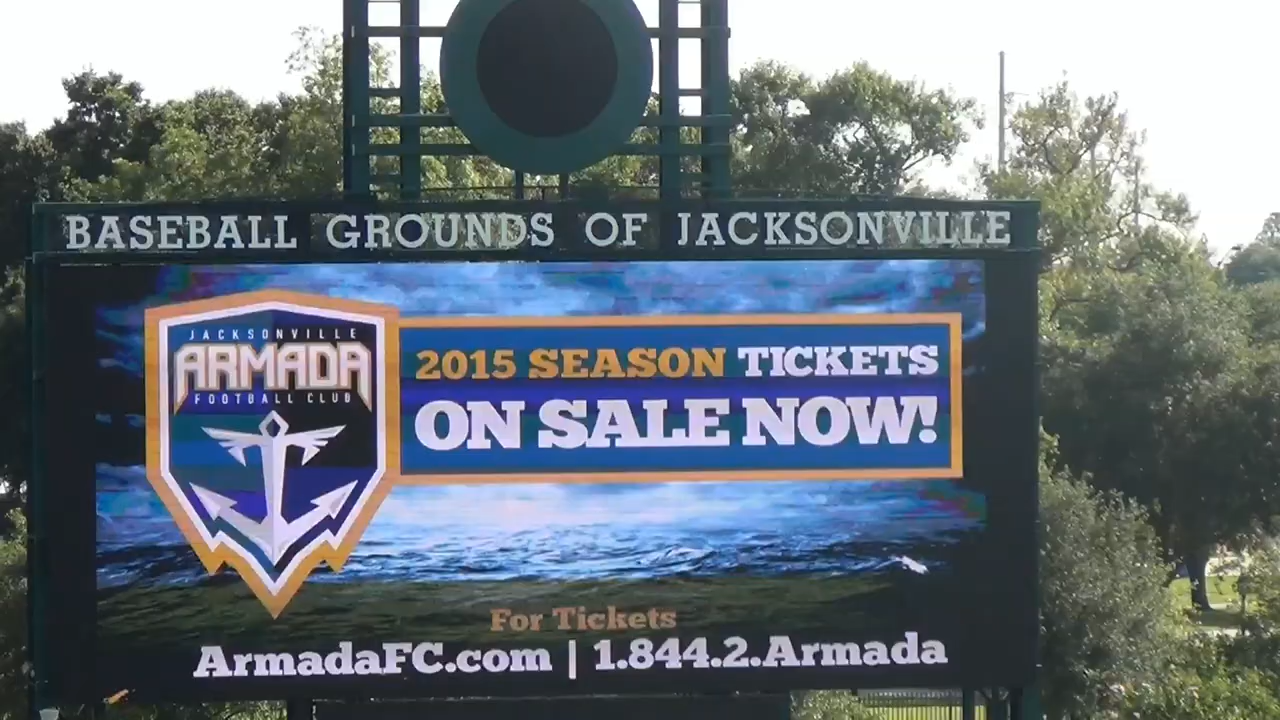 BASEBALL GROUNDS OF JACKSONVILLE
JACKSONVILLE
ARMADA
FOOTBALL CLUB
2015 SEASON TICKETS
ON SALE NOW!
For Tickets
ArmadaFC.com | 1.844.2.Armada